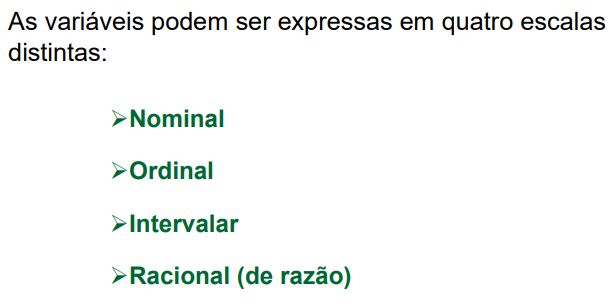 As variáveis podem ser expressas em quatro escalas
distintas:
➢Nominal
➢Ordinal
➢Intervalar
➢Racional (de razão)